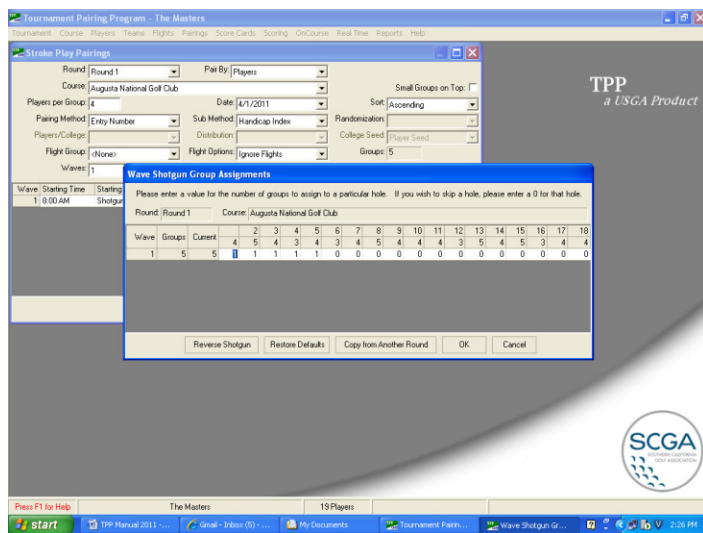 Tournament Pairing Program - The Masters
Tournament Course Players Teams Flights Pairings Score Cards Scoring OnCourse Real Time Reports Help
Stroke Play Pairings
Round: Round 1 Pair By: Players
Course: Augusta National Golf Club Small Groups on Top:
Players per Group: 4 Date: 4/1/2011 Sort: Ascending
Pairing Method: Entry Number Sub Method: Handicap Index Randomization:
Players/College: Distribution: College Seed: Player Seed
Flight Group: <None> Flight Options: Ignore Flights Groups: 5
Waves: 1
Wave Starting Time Starting
1 8:00 AM Shotgun
TPP
a USGA Product
Wave Shotgun Group Assignments
Please enter a value for the number of groups to assign to a particular hole. If you wish to skip a hole, please enter a 0 for that hole.
Round: Round 1 Course: Augusta National Golf Club
Wave Groups Current 2 3 4 5 6 7 8 9 10 11 12 13 14 15 16 17 18
4 5 4 3 4 3 4 5 4 4 4 3 5 4 5 3 4 4
1 5 5 1 1 1 1 1 0 0 0 0 0 0 0 0 0 0 0 0 0
Reverse Shotgun Restore Defaults Copy from Another Round OK Cancel
SCGA
SOUTHERN CALIFORNIA
GOLF ASSOCIATION
Press F1 for Help The Masters 19 Players
start TPP Manual 2011 -... Gmail - Inbox (5) - ... My Documents Tournament Pairin... Wave Shotgun Gr... 2:26 PM